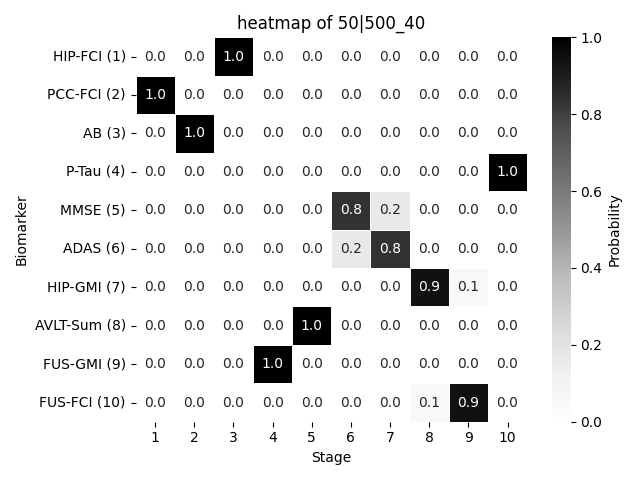 heatmap of 50|500_40
HIP-FCI (1) 0.0 0.0 1.0 0.0 0.0 0.0 0.0 0.0 0.0 0.0
PCC-FCI (2) 1.0 0.0 0.0 0.0 0.0 0.0 0.0 0.0 0.0 0.0
AB (3) 0.0 1.0 0.0 0.0 0.0 0.0 0.0 0.0 0.0 0.0
P-Tau (4) 0.0 0.0 0.0 0.0 0.0 0.0 0.0 0.0 0.0 1.0
MMSE (5) 0.0 0.0 0.0 0.0 0.0 0.8 0.2 0.0 0.0 0.0
ADAS (6) 0.0 0.0 0.0 0.0 0.0 0.2 0.8 0.0 0.0 0.0
HIP-GMI (7) 0.0 0.0 0.0 0.0 0.0 0.0 0.0 0.9 0.1 0.0
AVLT-Sum (8) 0.0 0.0 0.0 0.0 1.0 0.0 0.0 0.0 0.0 0.0
FUS-GMI (9) 0.0 0.0 0.0 1.0 0.0 0.0 0.0 0.0 0.0 0.0
FUS-FCI (10) 0.0 0.0 0.0 0.0 0.0 0.0 0.0 0.1 0.9 0.0
1 2 3 4 5 6 7 8 9 10
Stage
Biomarker
1.0
0.8
0.6
0.4
0.2
0.0
Probability